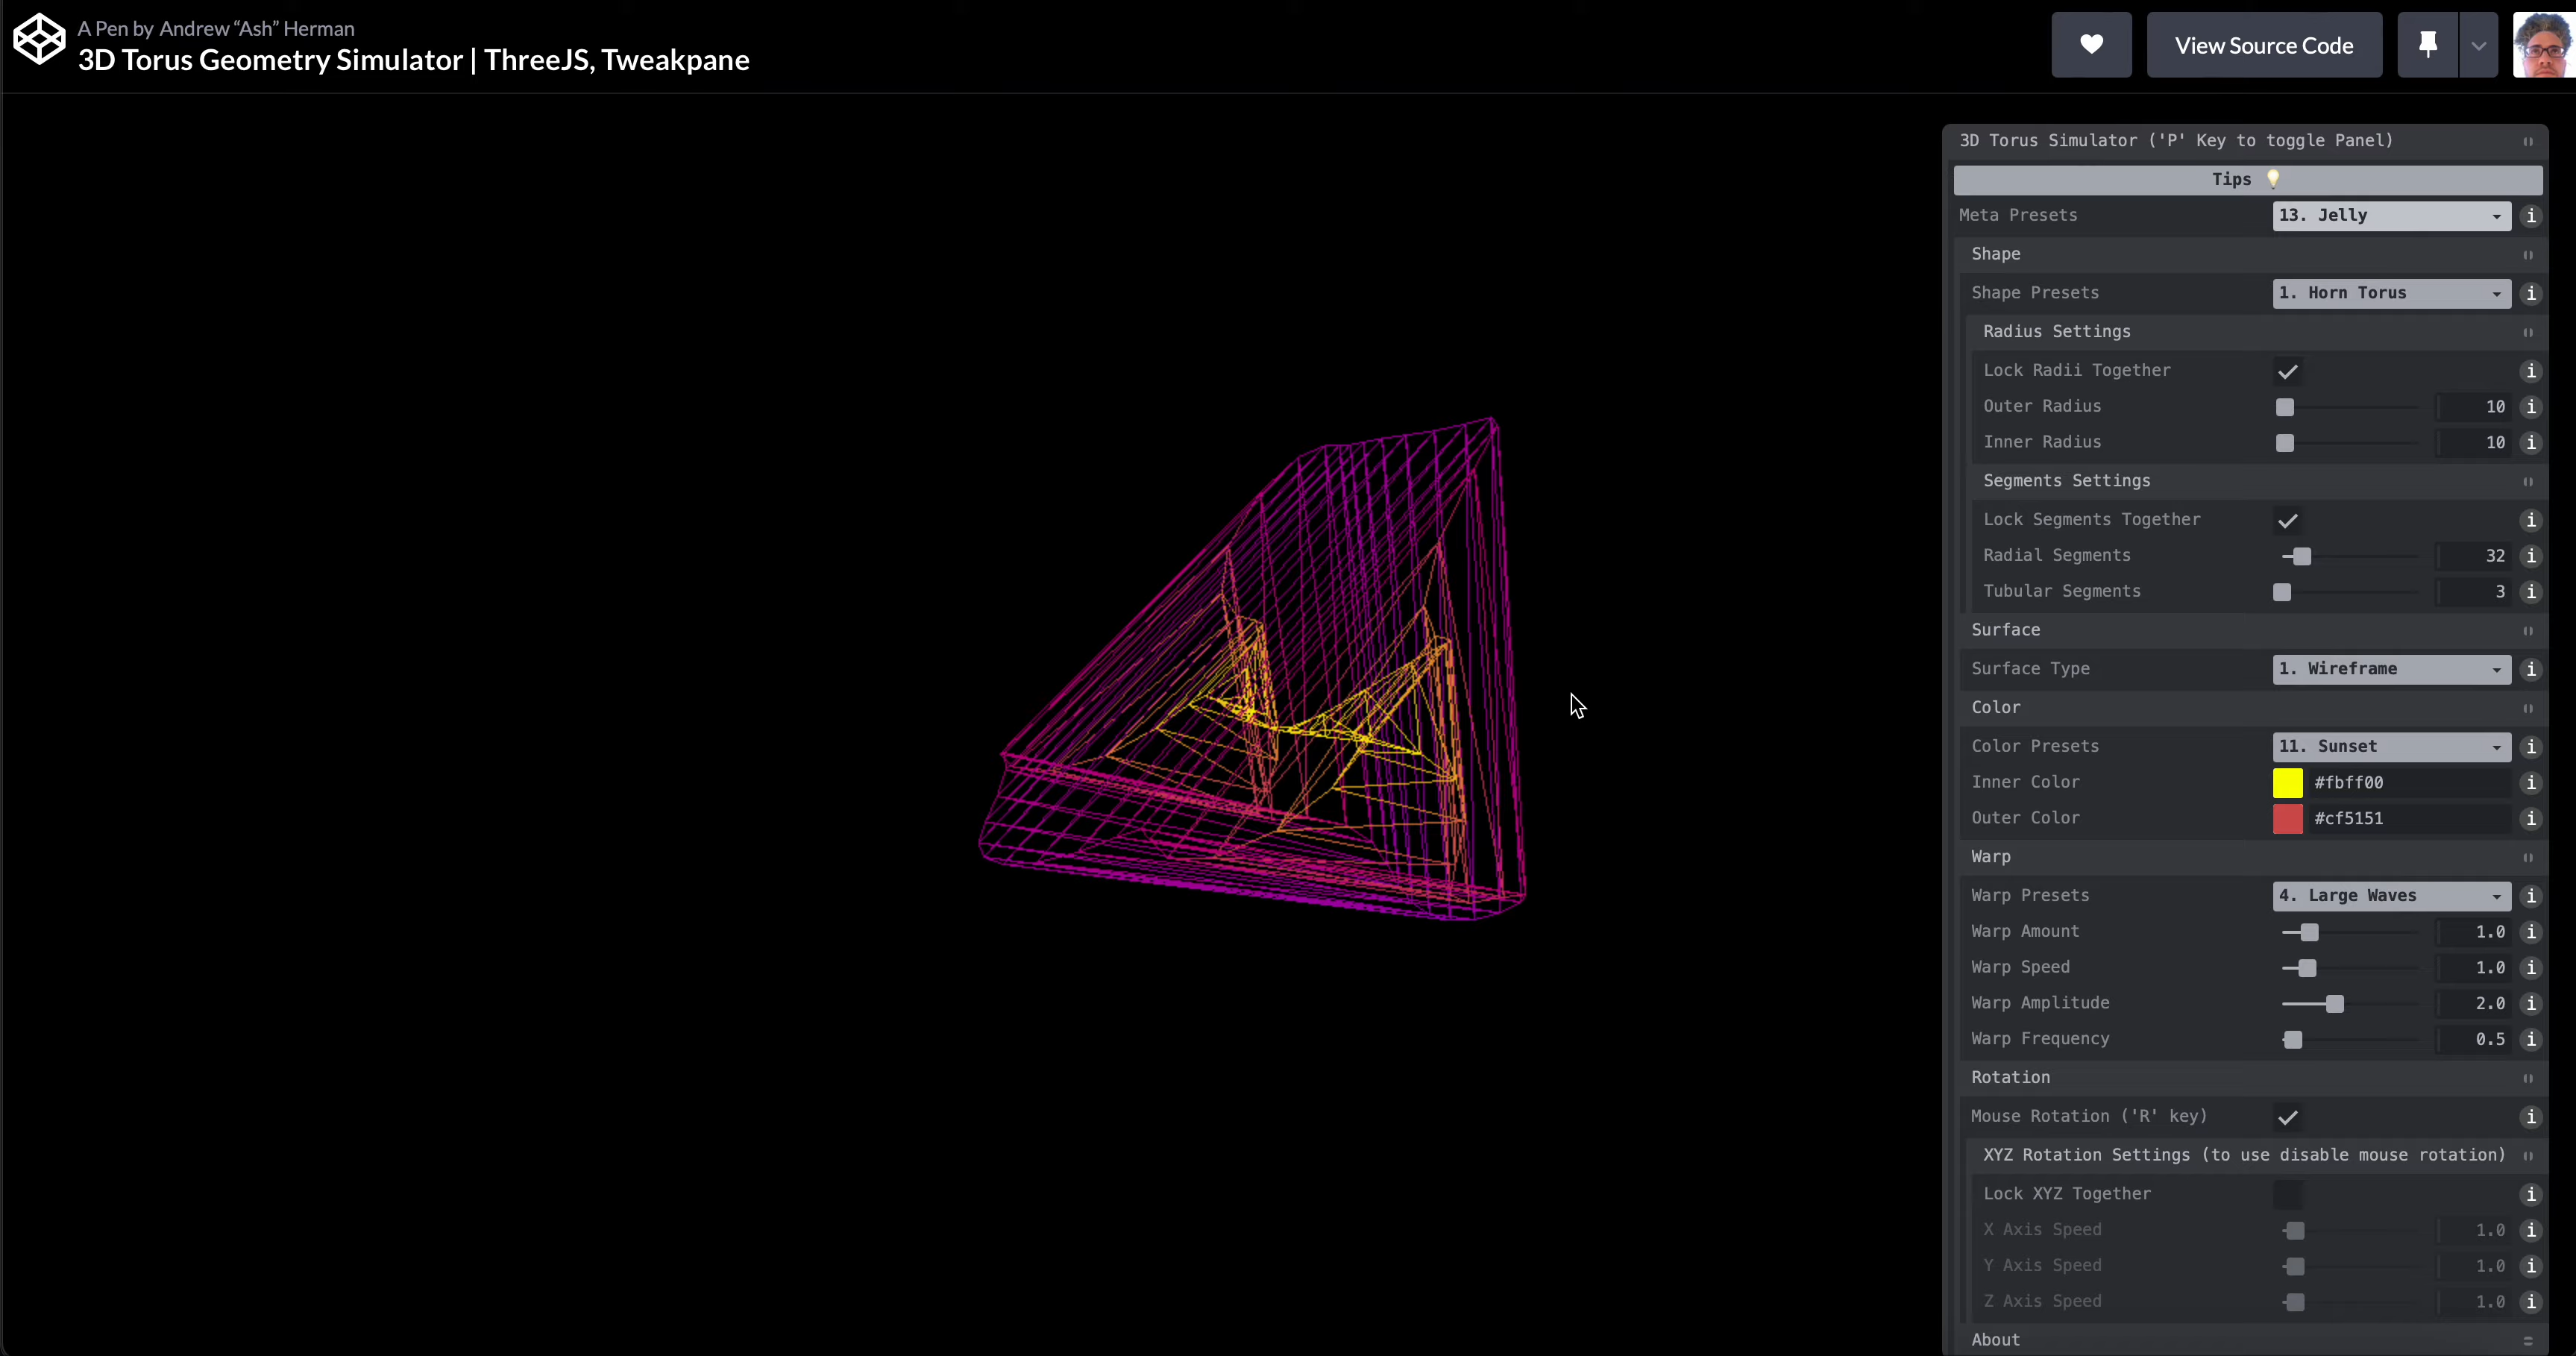 A Pen by Andrew “Ash” Herman
3D Torus Geometry Simulator | ThreeJS, Tweakpane
View Source Code
3D Torus Simulator ('P' Key to toggle Panel)
Tips 💡
Meta Presets 13. Jelly i
Shape
Shape Presets 1. Horn Torus i
Radius Settings
Lock Radii Together i
Outer Radius 10 i
Inner Radius 10 i
Segments Settings
Lock Segments Together i
Radial Segments 32 i
Tubular Segments 3 i
Surface
Surface Type 1. Wireframe i
Color
Color Presets 11. Sunset i
Inner Color #fbff00 i
Outer Color #cf5151 i
Warp
Warp Presets 4. Large Waves i
Warp Amount 1.0 i
Warp Speed 1.0 i
Warp Amplitude 2.0 i
Warp Frequency 0.5 i
Rotation
Mouse Rotation ('R' key) i
XYZ Rotation Settings (to use disable mouse rotation)
Lock XYZ Together i
X Axis Speed 1.0 i
Y Axis Speed 1.0 i
Z Axis Speed 1.0 i
About